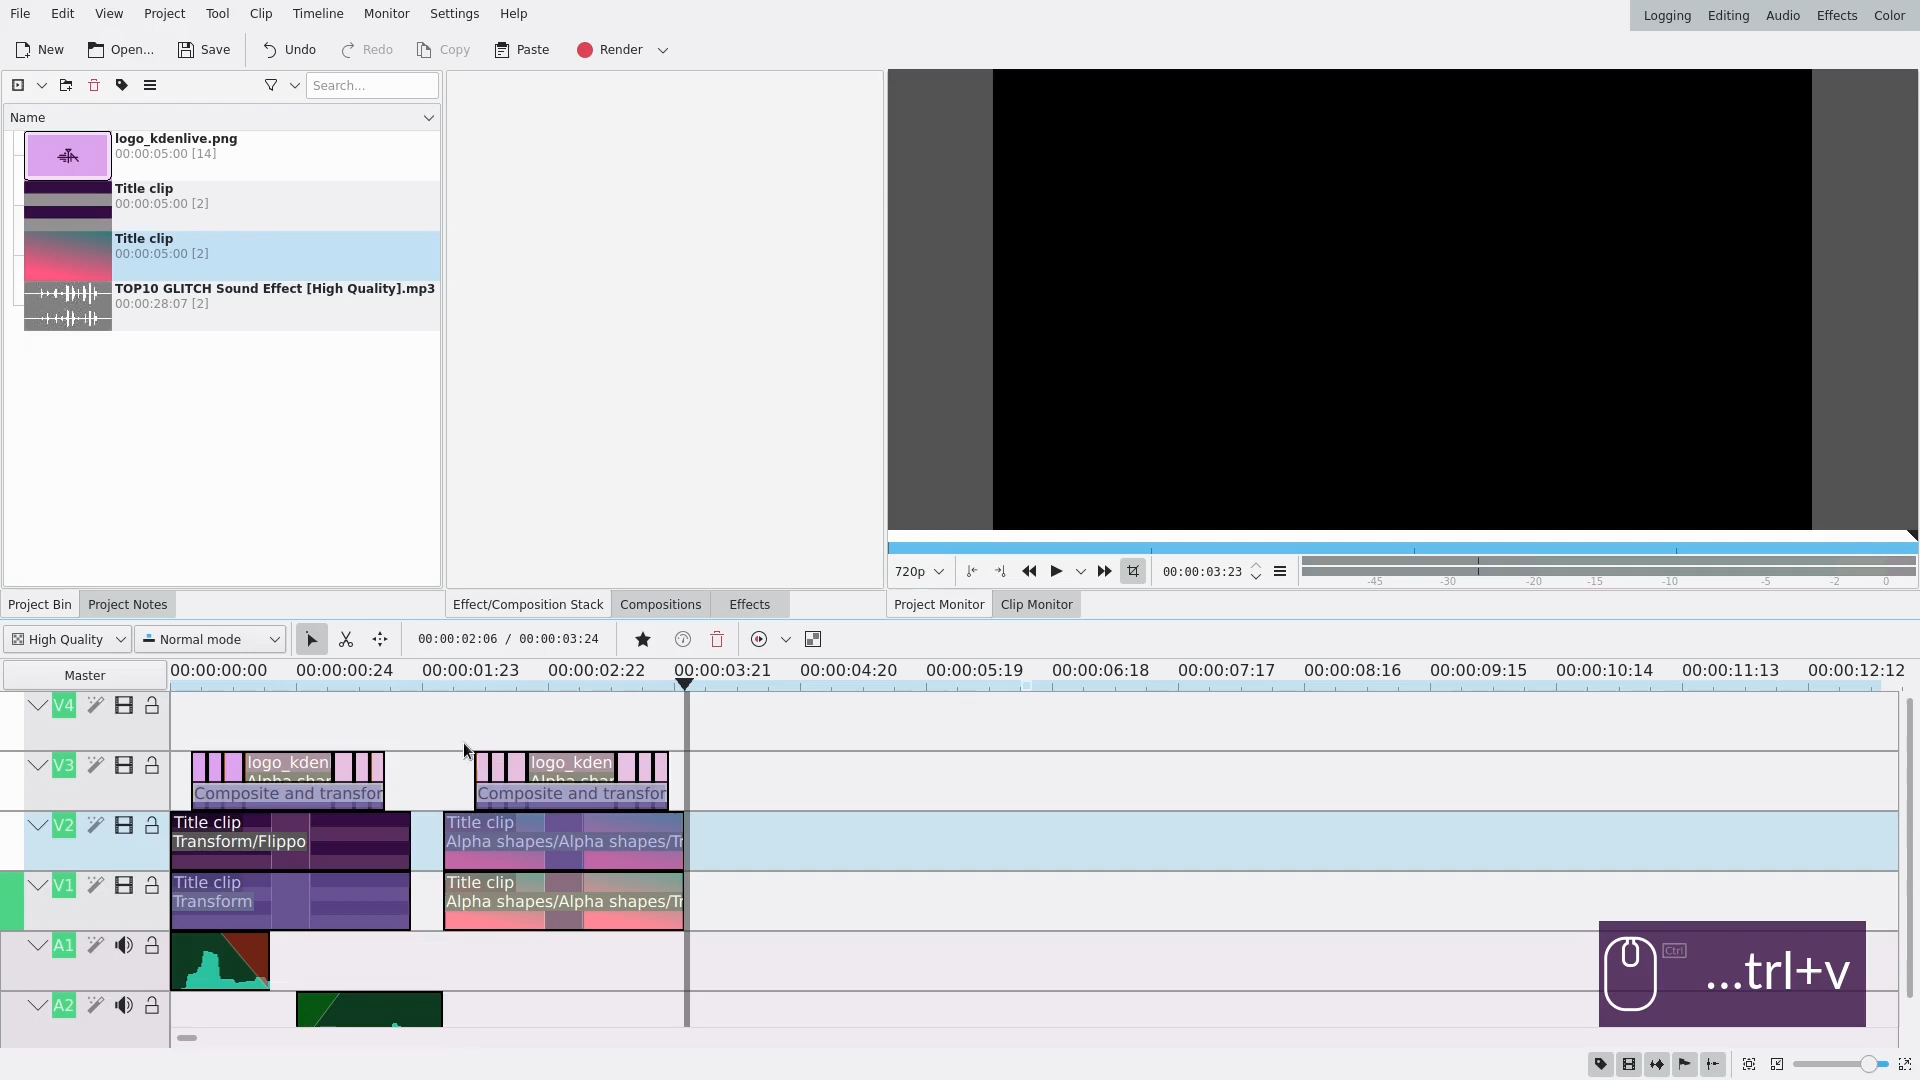 File Edit View Project Tool Clip Timeline Monitor Settings Help
Logging Editing Audio Effects Color
New Open... Save Undo Redo Copy Paste Render
Search...
Name
logo_kdenlive.png
00:00:05:00 [14]
Title clip
00:00:05:00 [2]
Title clip
00:00:05:00 [2]
TOP10 GLITCH Sound Effect [High Quality].mp3
00:00:28:07 [2]
720p 00:00:03:23
-45 -30 -20 -15 -10 -5 -2 0
Project Bin Project Notes Effect/Composition Stack Compositions Effects Project Monitor Clip Monitor
High Quality Normal mode 00:00:02:06 / 00:00:03:24
Master 00:00:00:00 00:00:00:24 00:00:01:23 00:00:02:22 00:00:03:21 00:00:04:20 00:00:05:19 00:00:06:18 00:00:07:17 00:00:08:16 00:00:09:15 00:00:10:14 00:00:11:13 00:00:12:12
V4
V3 logo_kden logo_kden
Alpha shar Alpha shar
Composite and transfor Composite and transfor
V2 Title clip Title clip
Transform/Flippo Alpha shapes/Alpha shapes/Tr
V1 Title clip Title clip
Transform Alpha shapes/Alpha shapes/Tr
A1
Ctrl
...trl+v
A2